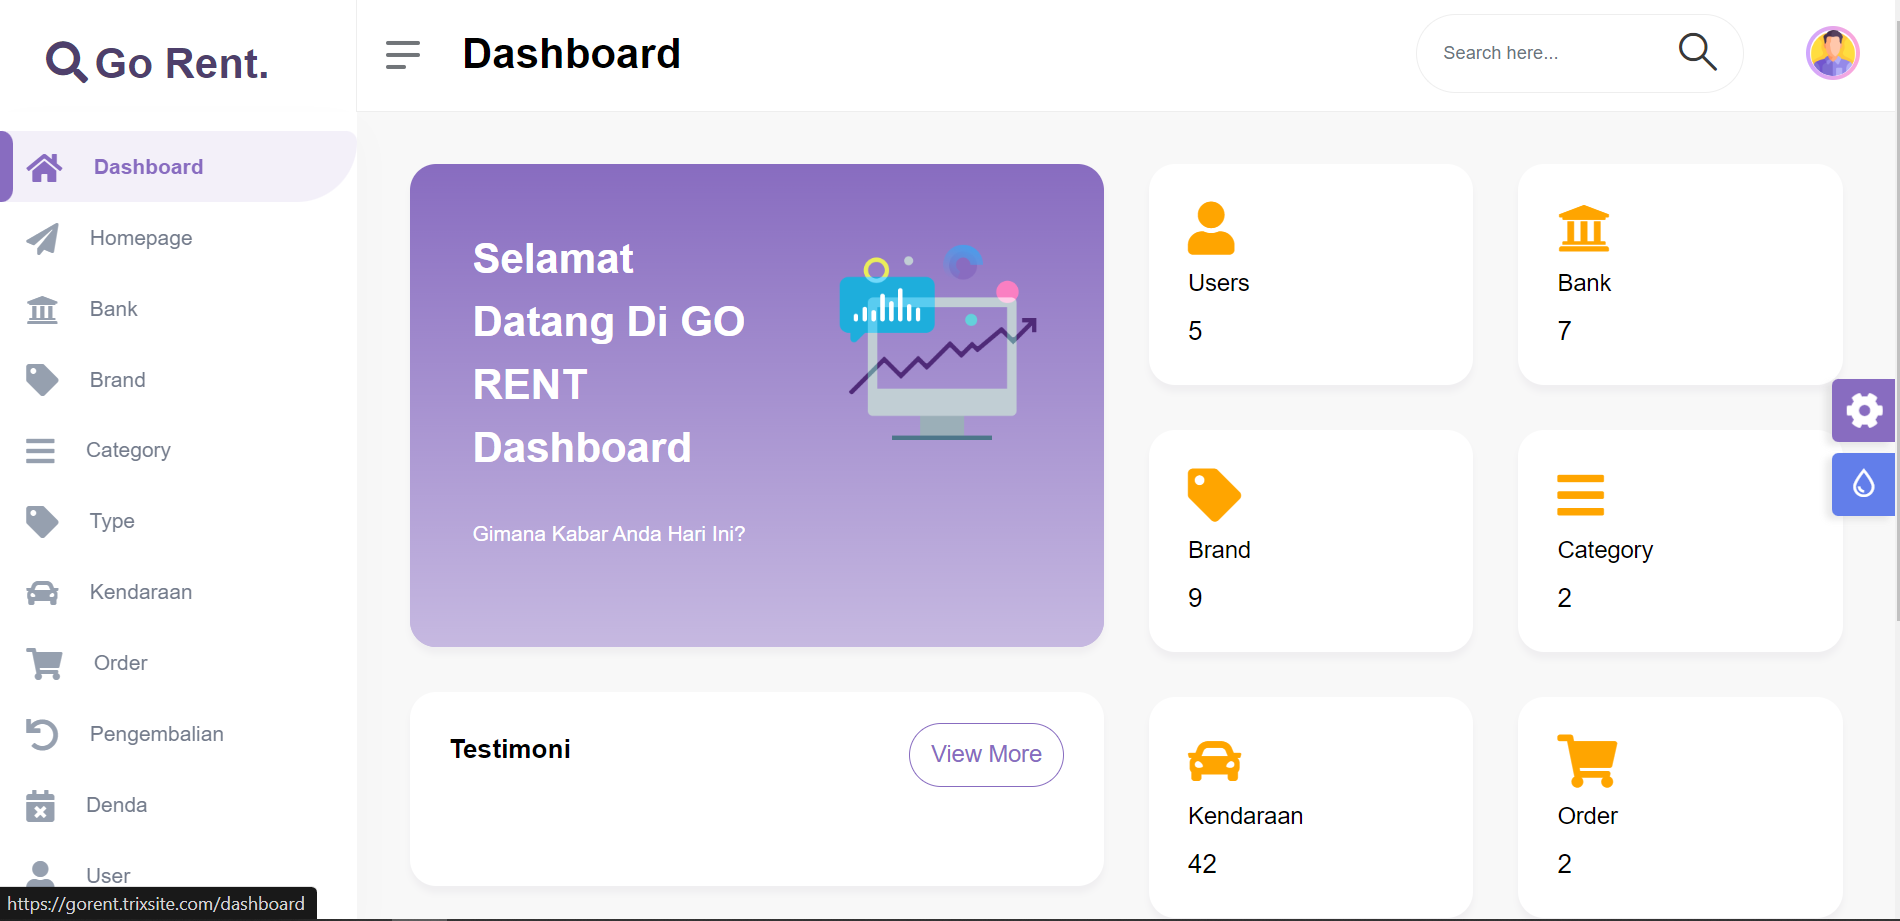 Go Rent.
Dashboard
Search here...
Dashboard
Homepage
Bank
Brand
Category
Type
Kendaraan
Order
Pengembalian
Denda
User
https://gorent.trixsite.com/dashboard
Selamat
Datang Di GO
RENT
Dashboard
Gimana Kabar Anda Hari Ini?
Testimoni
View More
Users
5
Bank
7
Brand
9
Category
2
Kendaraan
42
Order
2